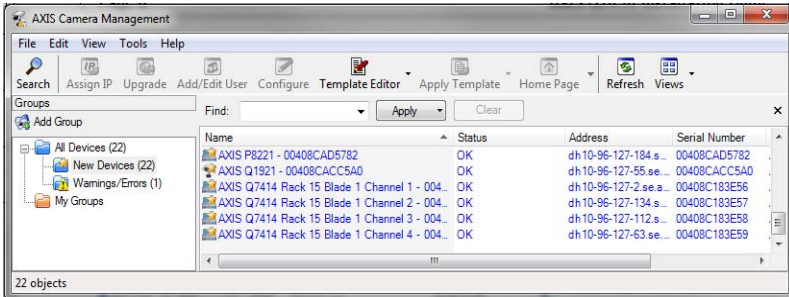 AXIS Camera Management
File Edit View Tools Help
Search Assign IP Upgrade Add/Edit User Configure Template Editor Apply Template Home Page Refresh Views
Groups
Add Group
Find: Apply Clear
All Devices (22)
New Devices (22)
Warnings/Errors (1)
My Groups
Name Status Address Serial Number
AXIS P8221 - 00408CAD5782 OK dh10-96-127-184.s... 00408CAD5782
AXIS Q1921 - 00408CACC5A0 OK dh10-96-127-55.se... 00408CACC5A0
AXIS Q7414 Rack 15 Blade 1 Channel 1 - 004... OK dh10-96-127-2.se.a... 00408C183E56
AXIS Q7414 Rack 15 Blade 1 Channel 2 - 004... OK dh10-96-127-134.s... 00408C183E57
AXIS Q7414 Rack 15 Blade 1 Channel 3 - 004... OK dh10-96-127-112.s... 00408C183E58
AXIS Q7414 Rack 15 Blade 1 Channel 4 - 004... OK dh10-96-127-63.se... 00408C183E59
22 objects